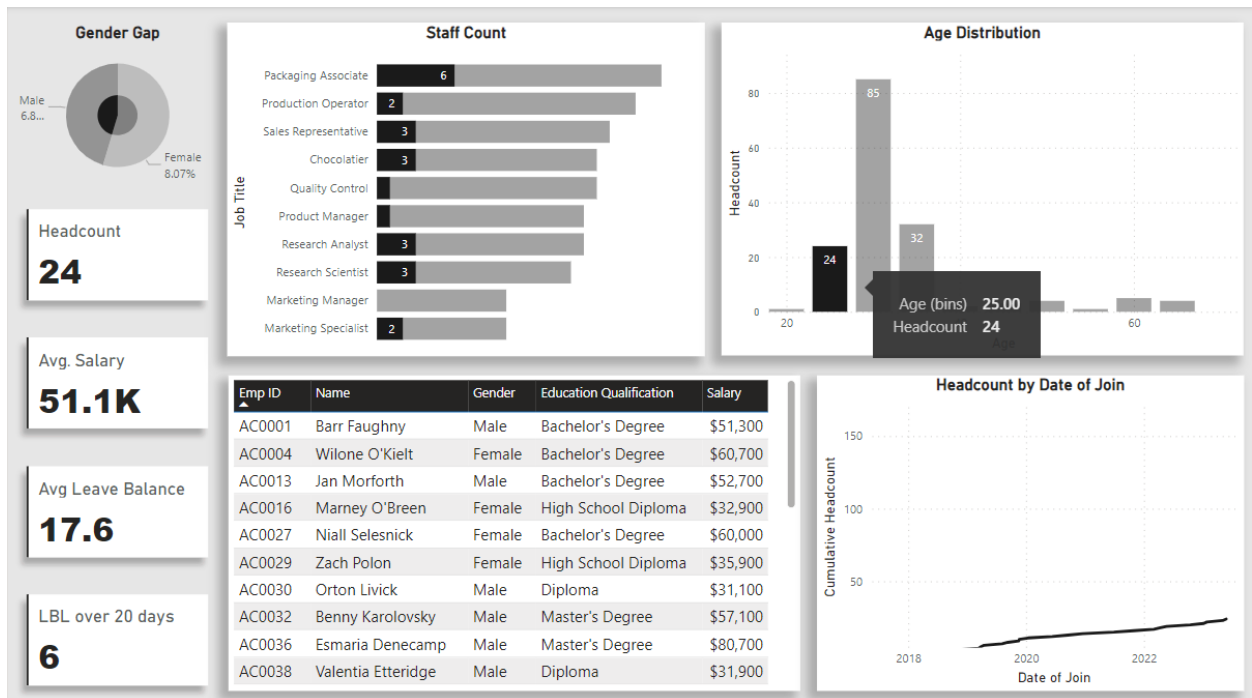 Gender Gap
Male
6.8...
Female
8.07%
Headcount
24
Avg. Salary
51.1K
Avg Leave Balance
17.6
LBL over 20 days
6
Staff Count
Job Title
Packaging Associate 6
Production Operator 2
Sales Representative 3
Chocolatier 3
Quality Control
Product Manager
Research Analyst 3
Research Scientist 3
Marketing Manager
Marketing Specialist 2
Age Distribution
Headcount
80
60
40
20
0
85
32
24
20 60
Age (bins) 25.00
Headcount 24
Age
Emp ID Name Gender Education Qualification Salary
AC0001 Barr Faughny Male Bachelor's Degree $51,300
AC0004 Wilone O'Kielt Female Bachelor's Degree $60,700
AC0013 Jan Morforth Male Bachelor's Degree $52,700
AC0016 Marney O'Breen Female High School Diploma $32,900
AC0027 Niall Selesnick Female Bachelor's Degree $60,000
AC0029 Zach Polon Female High School Diploma $35,900
AC0030 Orton Livick Male Diploma $31,100
AC0032 Benny Karolovsky Male Master's Degree $57,100
AC0036 Esmaria Denecamp Male Master's Degree $80,700
AC0038 Valentia Etteridge Male Diploma $31,900
Headcount by Date of Join
Cumulative Headcount
150
100
50
2018 2020 2022
Date of Join